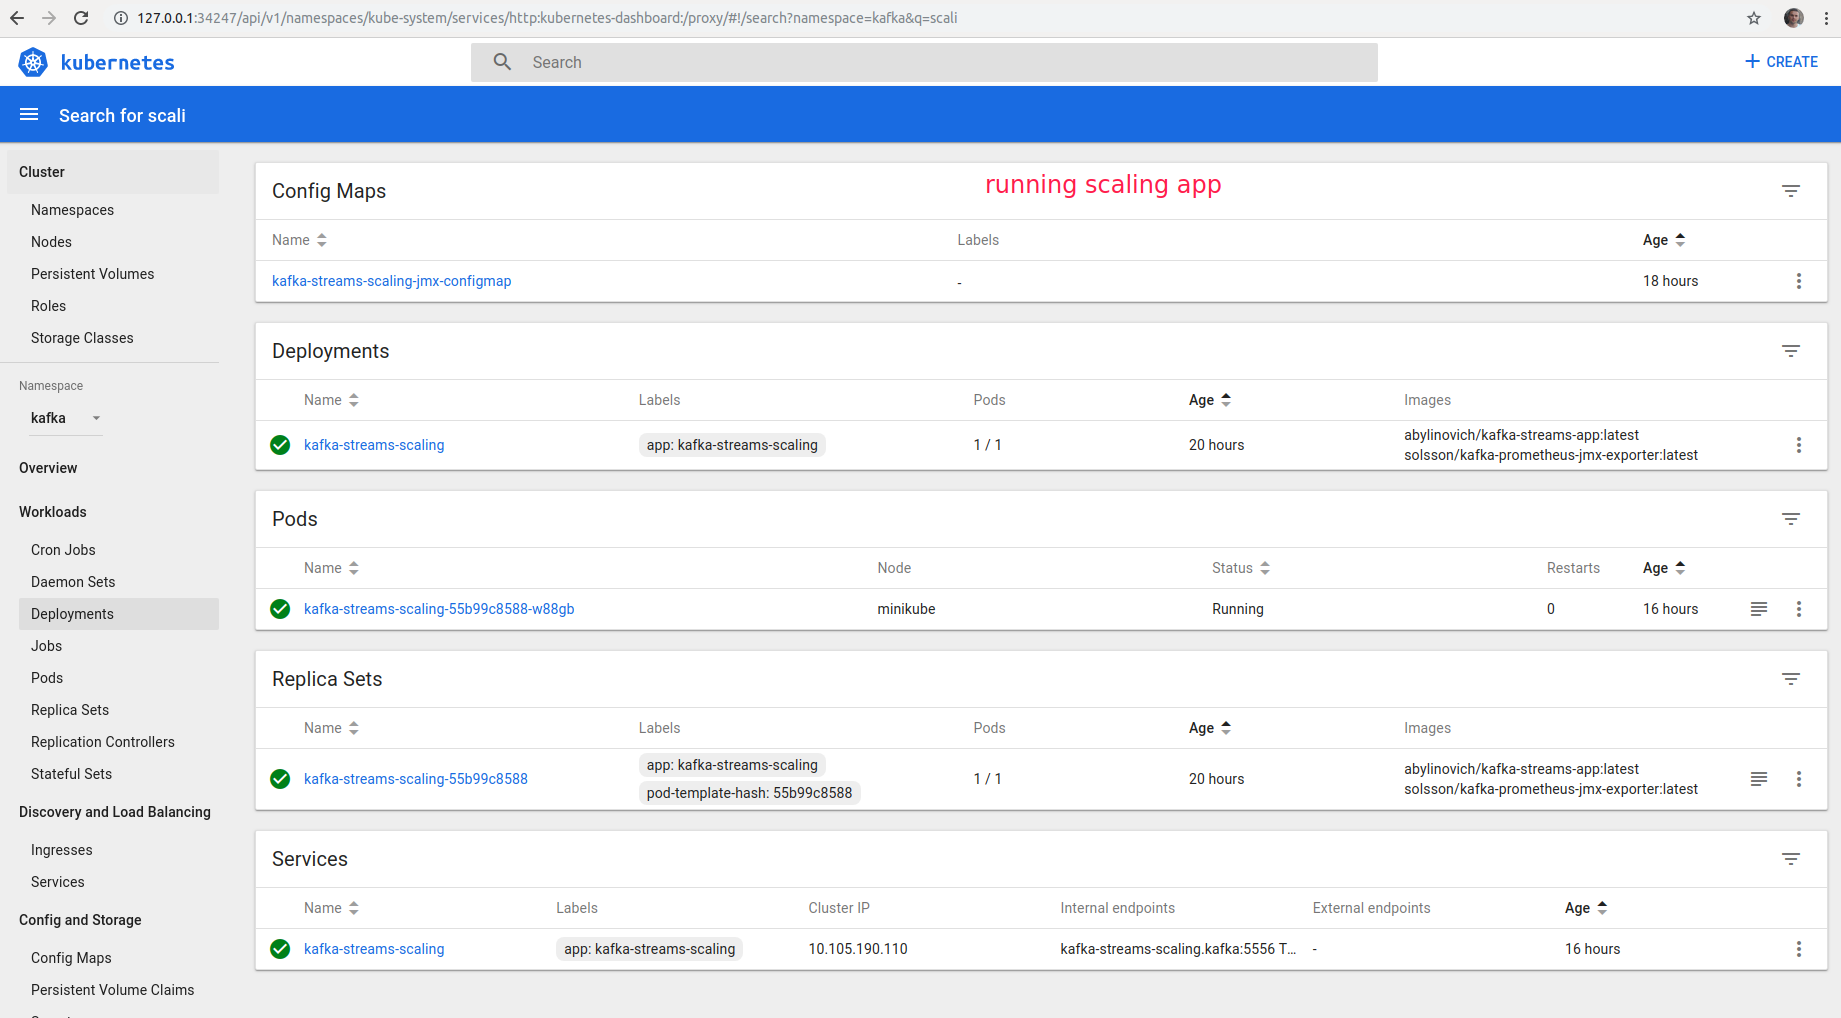 127.0.0.1:34247/api/v1/namespaces/kube-system/services/http:kubernetes-dashboard:/proxy/#!/search?namespace=kafka&q=scali
kubernetes
Search
CREATE
Search for scali
Cluster
Namespaces
Nodes
Persistent Volumes
Roles
Storage Classes
Namespace
kafka
Overview
Workloads
Cron Jobs
Daemon Sets
Deployments
Jobs
Pods
Replica Sets
Replication Controllers
Stateful Sets
Discovery and Load Balancing
Ingresses
Services
Config and Storage
Config Maps
Persistent Volume Claims
Config Maps
running scaling app
Name Labels Age
kafka-streams-scaling-jmx-configmap - 18 hours
Deployments
Name Labels Pods Age Images
kafka-streams-scaling app: kafka-streams-scaling 1 / 1 20 hours abylinovich/kafka-streams-app:latest
solsson/kafka-prometheus-jmx-exporter:latest
Pods
Name Node Status Restarts Age
kafka-streams-scaling-55b99c8588-w88gb minikube Running 0 16 hours
Replica Sets
Name Labels Pods Age Images
kafka-streams-scaling-55b99c8588 app: kafka-streams-scaling 1 / 1 20 hours abylinovich/kafka-streams-app:latest
pod-template-hash: 55b99c8588 solsson/kafka-prometheus-jmx-exporter:latest
Services
Name Labels Cluster IP Internal endpoints External endpoints Age
kafka-streams-scaling app: kafka-streams-scaling 10.105.190.110 kafka-streams-scaling.kafka:5556 T... - 16 hours